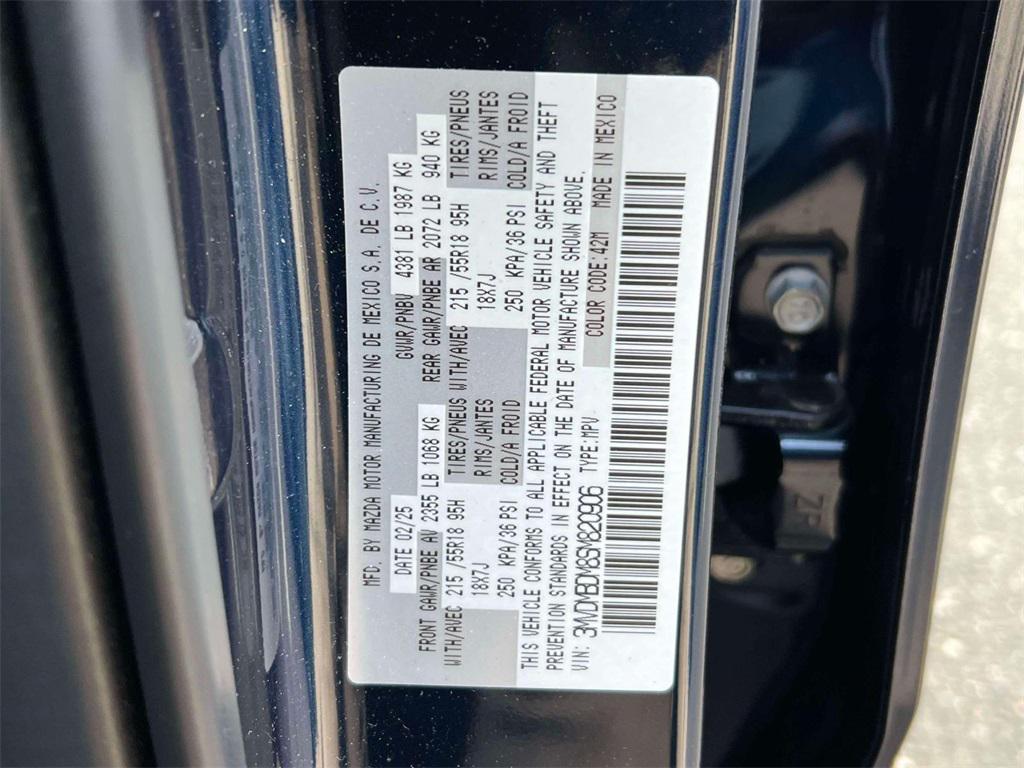 MFD. BY MAZDA MOTOR MANUFACTURING DE MEXICO S.A. DE C.V.
DATE 02/25 GVWR/PNBV 4381 LB 1987 KG
FRONT GAWR/PNBE AV 2355 LB 1068 KG REAR GAWR/PNBE AR 2072 LB 940 KG
WITH/AVEC 215 /55R18 95H TIRES/PNEUS WITH/AVEC 215 /55R18 95H TIRES/PNEUS
18X7J RIMS/JANTES 18X7J RIMS/JANTES
250 KPA/36 PSI COLD/A FROID 250 KPA/36 PSI COLD/A FROID
THIS VEHICLE CONFORMS TO ALL APPLICABLE FEDERAL MOTOR VEHICLE SAFETY AND THEFT
PREVENTION STANDARDS IN EFFECT ON THE DATE OF MANUFACTURE SHOWN ABOVE.
VIN: 3MVDMBDM8SM820906 TYPE:MPV COLOR CODE:42M MADE IN MEXICO